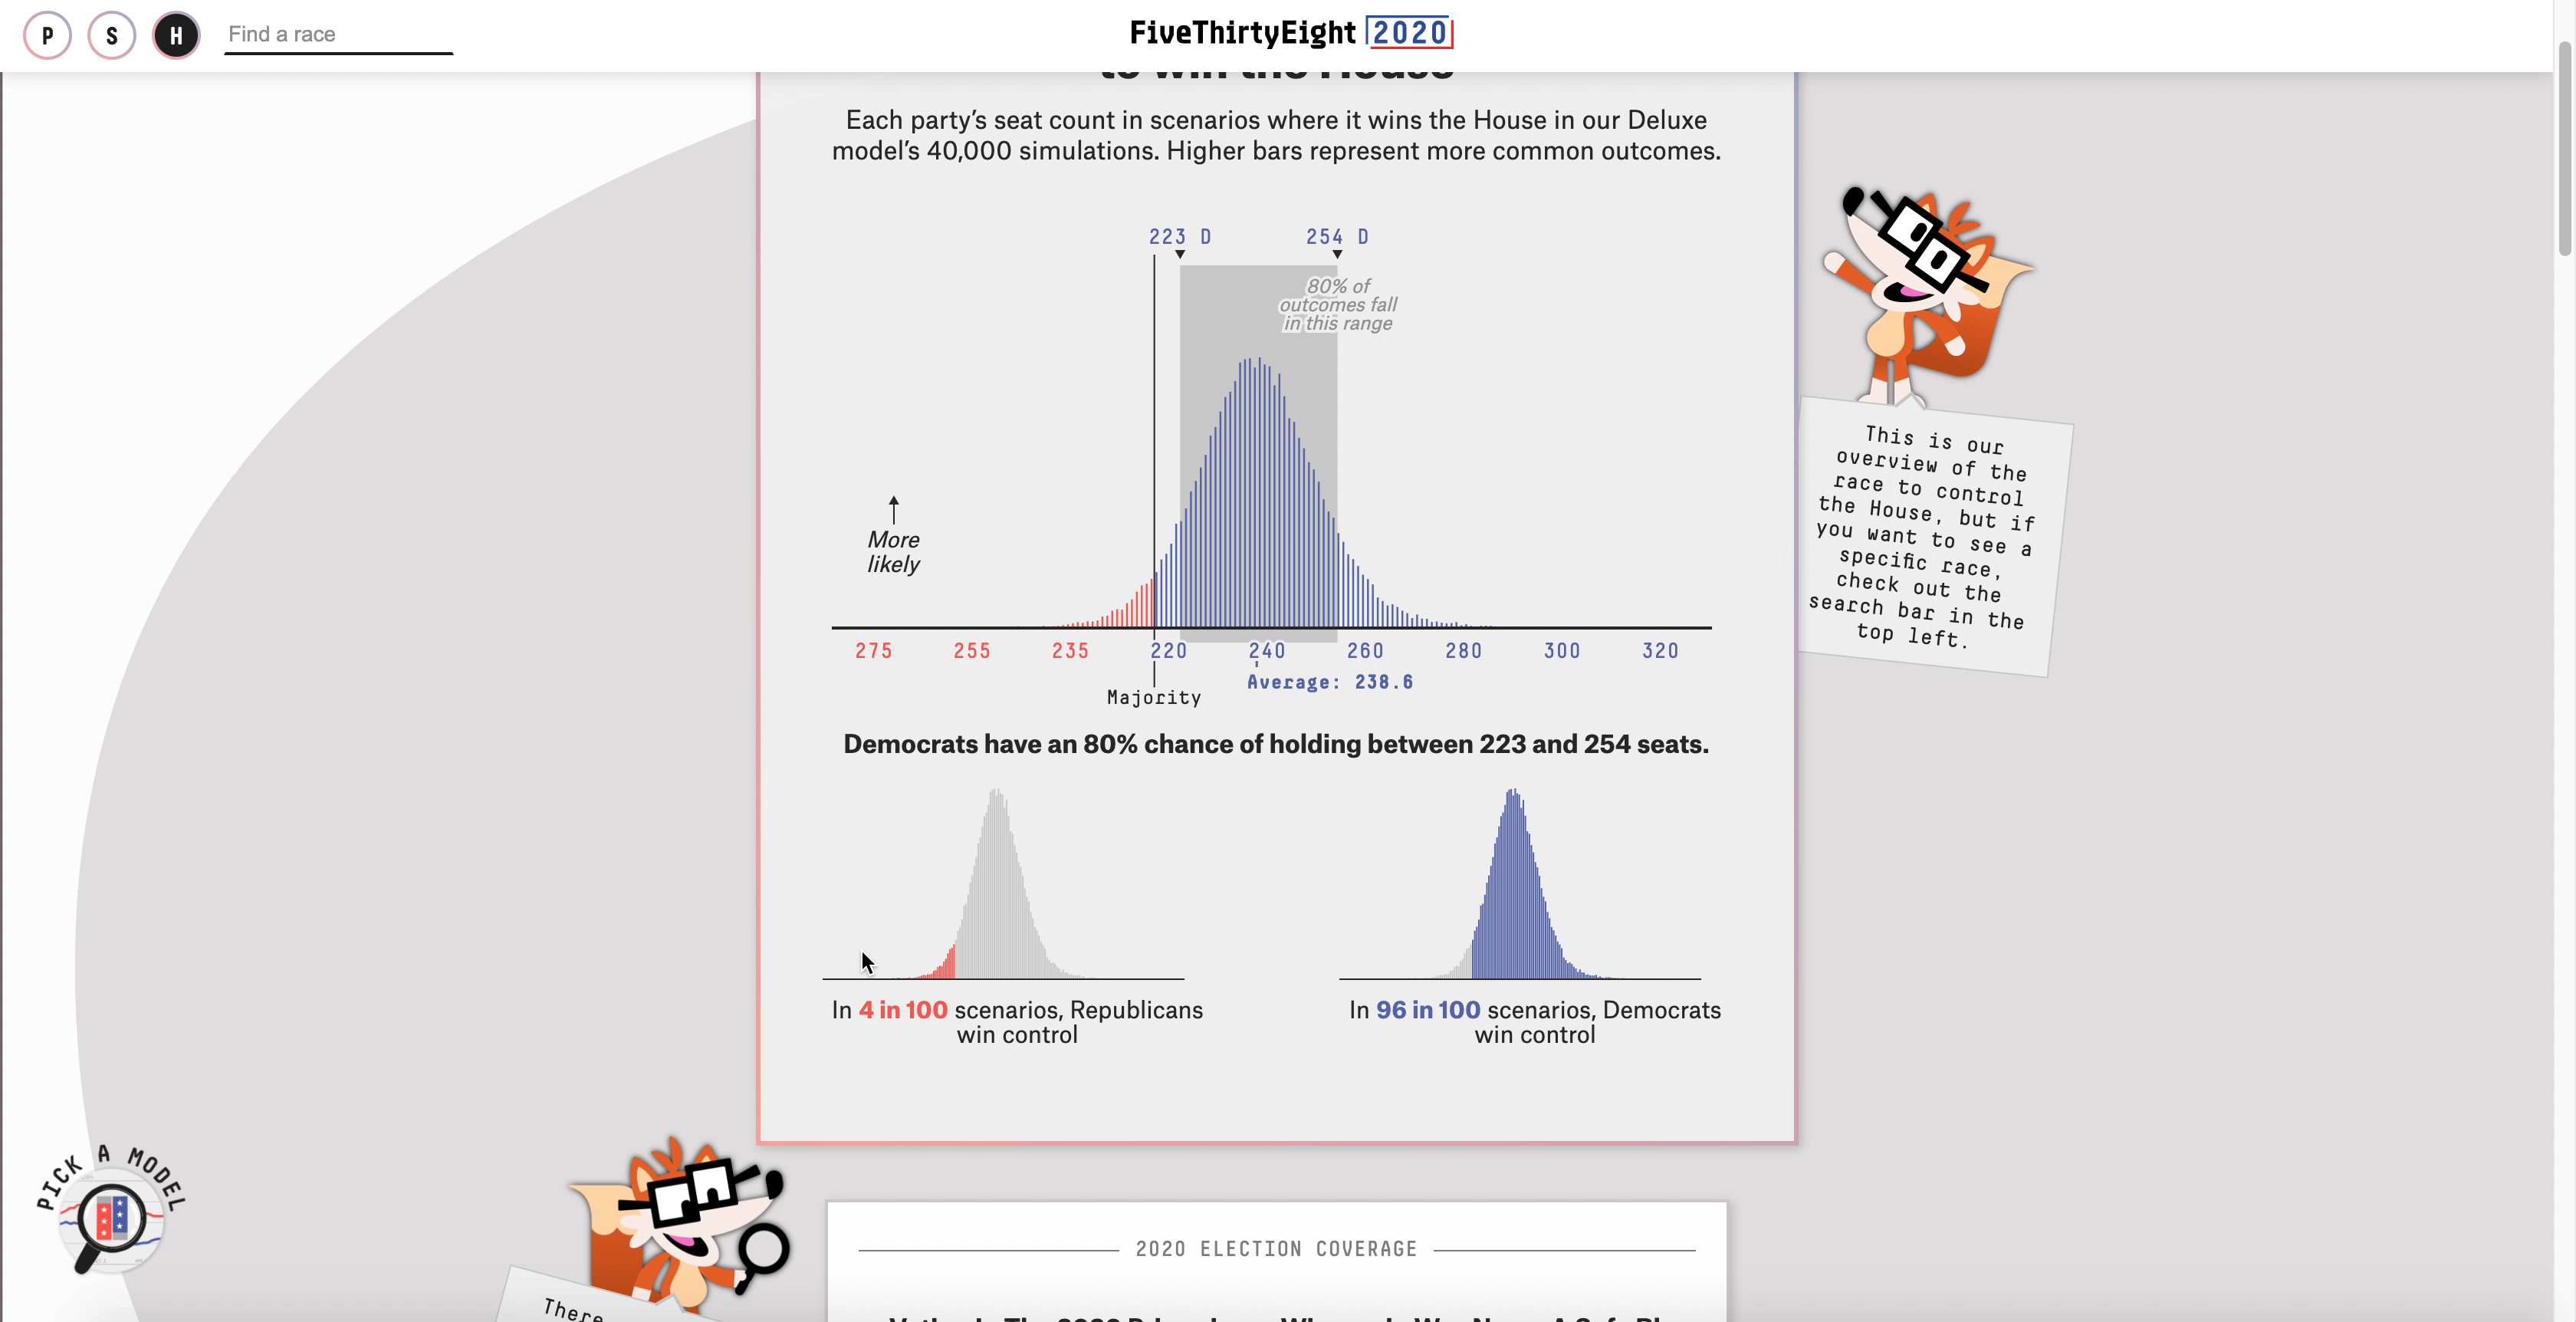 P
S
H
Find a race
FiveThirtyEight 2020
to win the House
Each party’s seat count in scenarios where it wins the House in our Deluxe
model’s 40,000 simulations. Higher bars represent more common outcomes.
223 D
254 D
80% of
outcomes fall
in this range
More
likely
275
255
235
220
240
260
280
300
320
Average: 238.6
Majority
This is our
overview of the
race to control
the House, but if
you want to see a
specific race,
check out the
search bar in the
top left.
Democrats have an 80% chance of holding between 223 and 254 seats.
In 4 in 100 scenarios, Republicans
win control
In 96 in 100 scenarios, Democrats
win control
PICK A MODEL
There
2020 ELECTION COVERAGE